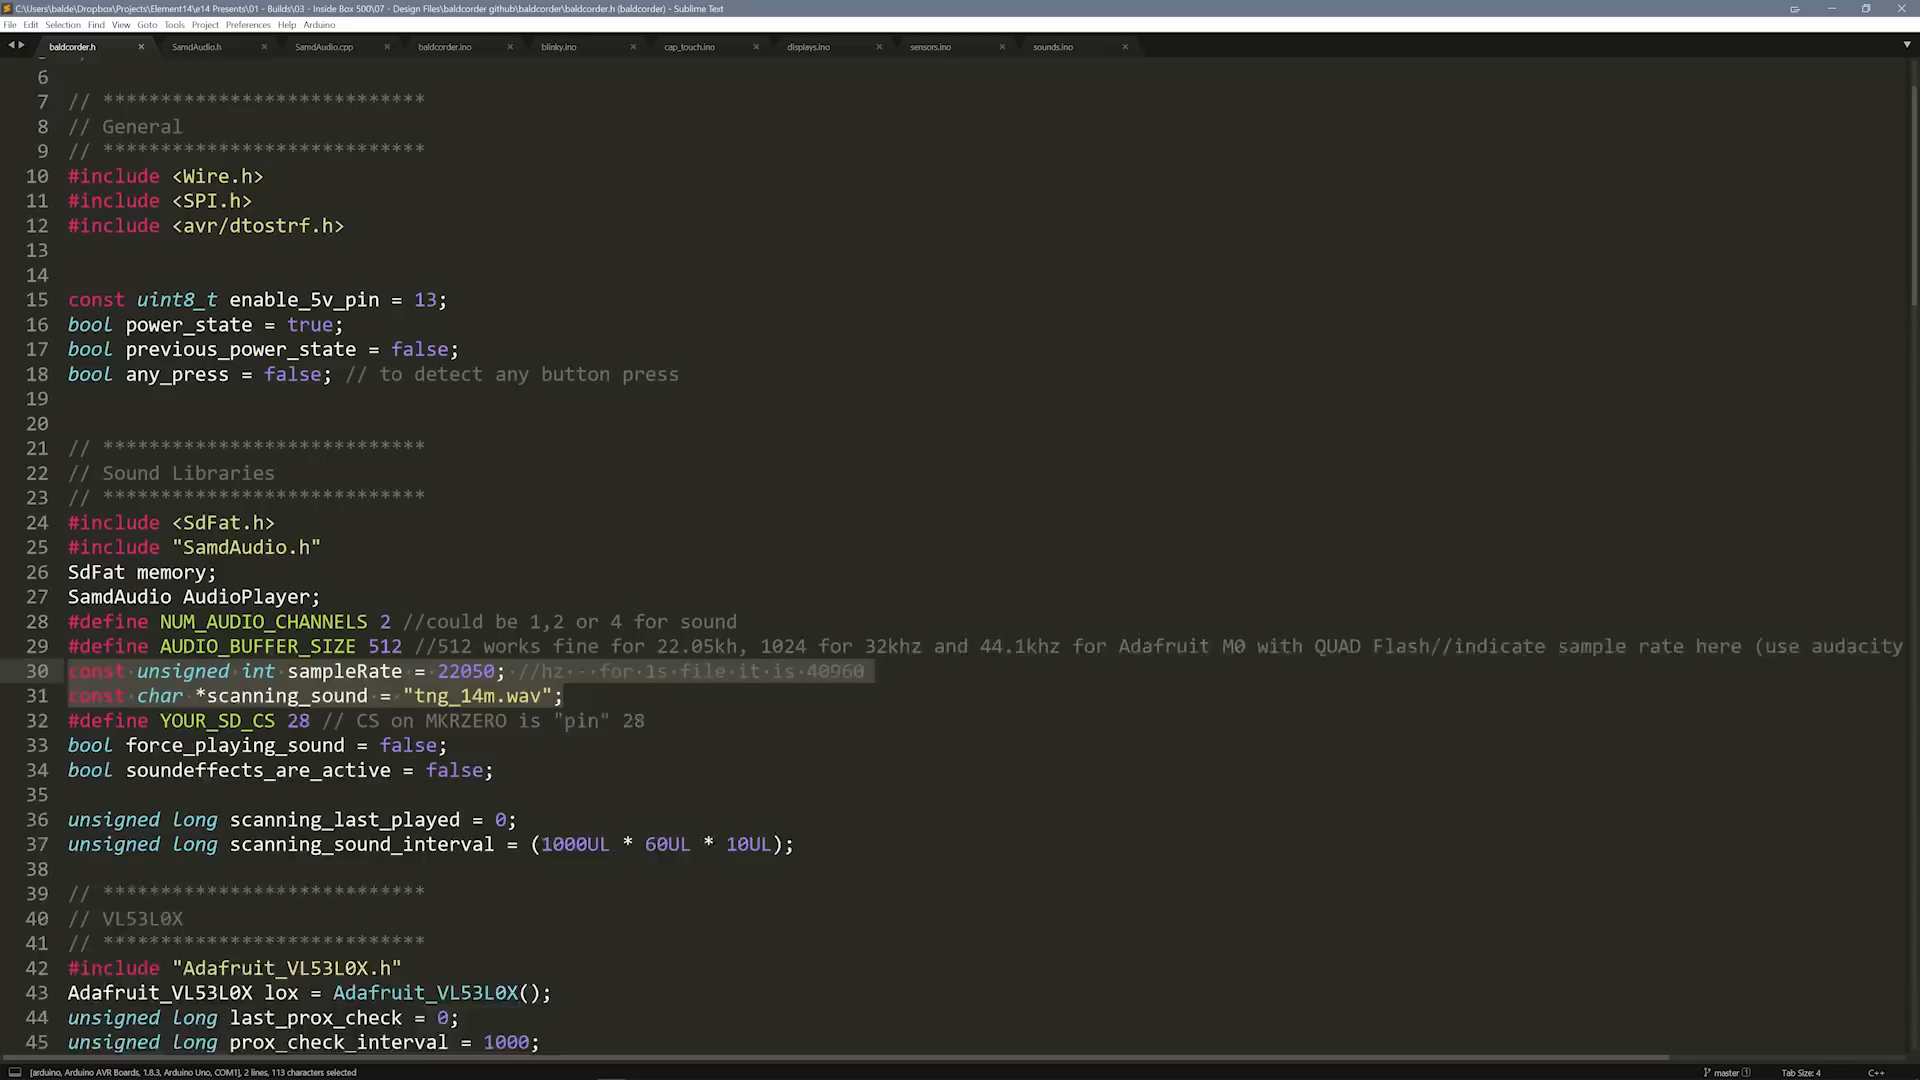 C:\Users\balde\Dropbox\Projects\Element14\e14 Presents\01 - Builds\03 - Inside Box 500\07 - Design Files\baldcorder github\baldcorder\baldcorder.h (baldcorder) - Sublime Text
File Edit Selection Find View Goto Tools Project Preferences Help Arduino
baldcorder.h SamdAudio.h SamdAudio.cpp baldcorder.ino blinky.ino cap_touch.ino displays.ino sensors.ino sounds.ino
6
7 // ****************************
8 // General
9 // ****************************
10 #include <Wire.h>
11 #include <SPI.h>
12 #include <avr/dtostrf.h>
13
14
15 const uint8_t enable_5v_pin = 13;
16 bool power_state = true;
17 bool previous_power_state = false;
18 bool any_press = false; // to detect any button press
19
20
21 // ****************************
22 // Sound Libraries
23 // ****************************
24 #include <SdFat.h>
25 #include "SamdAudio.h"
26 SdFat memory;
27 SamdAudio AudioPlayer;
28 #define NUM_AUDIO_CHANNELS 2 //could be 1,2 or 4 for sound
29 #define AUDIO_BUFFER_SIZE 512 //512 works fine for 22.05kh, 1024 for 32khz and 44.1khz for Adafruit M0 with QUAD Flash//indicate sample rate here (use audacity
30 const unsigned int sampleRate = 22050; //hz - for 1s file it is 40960
31 const char *scanning_sound = "tng_14m.wav";
32 #define YOUR_SD_CS 28 // CS on MKRZERO is "pin" 28
33 bool force_playing_sound = false;
34 bool soundeffects_are_active = false;
35
36 unsigned long scanning_last_played = 0;
37 unsigned long scanning_sound_interval = (1000UL * 60UL * 10UL);
38
39 // ****************************
40 // VL53L0X
41 // ****************************
42 #include "Adafruit_VL53L0X.h"
43 Adafruit_VL53L0X lox = Adafruit_VL53L0X();
44 unsigned long last_prox_check = 0;
45 unsigned long prox_check_interval = 1000;
[arduino, Arduino AVR Boards, 1.8.3, Arduino Uno, COM1], 2 lines, 113 characters selected master 1 Tab Size: 4 C++